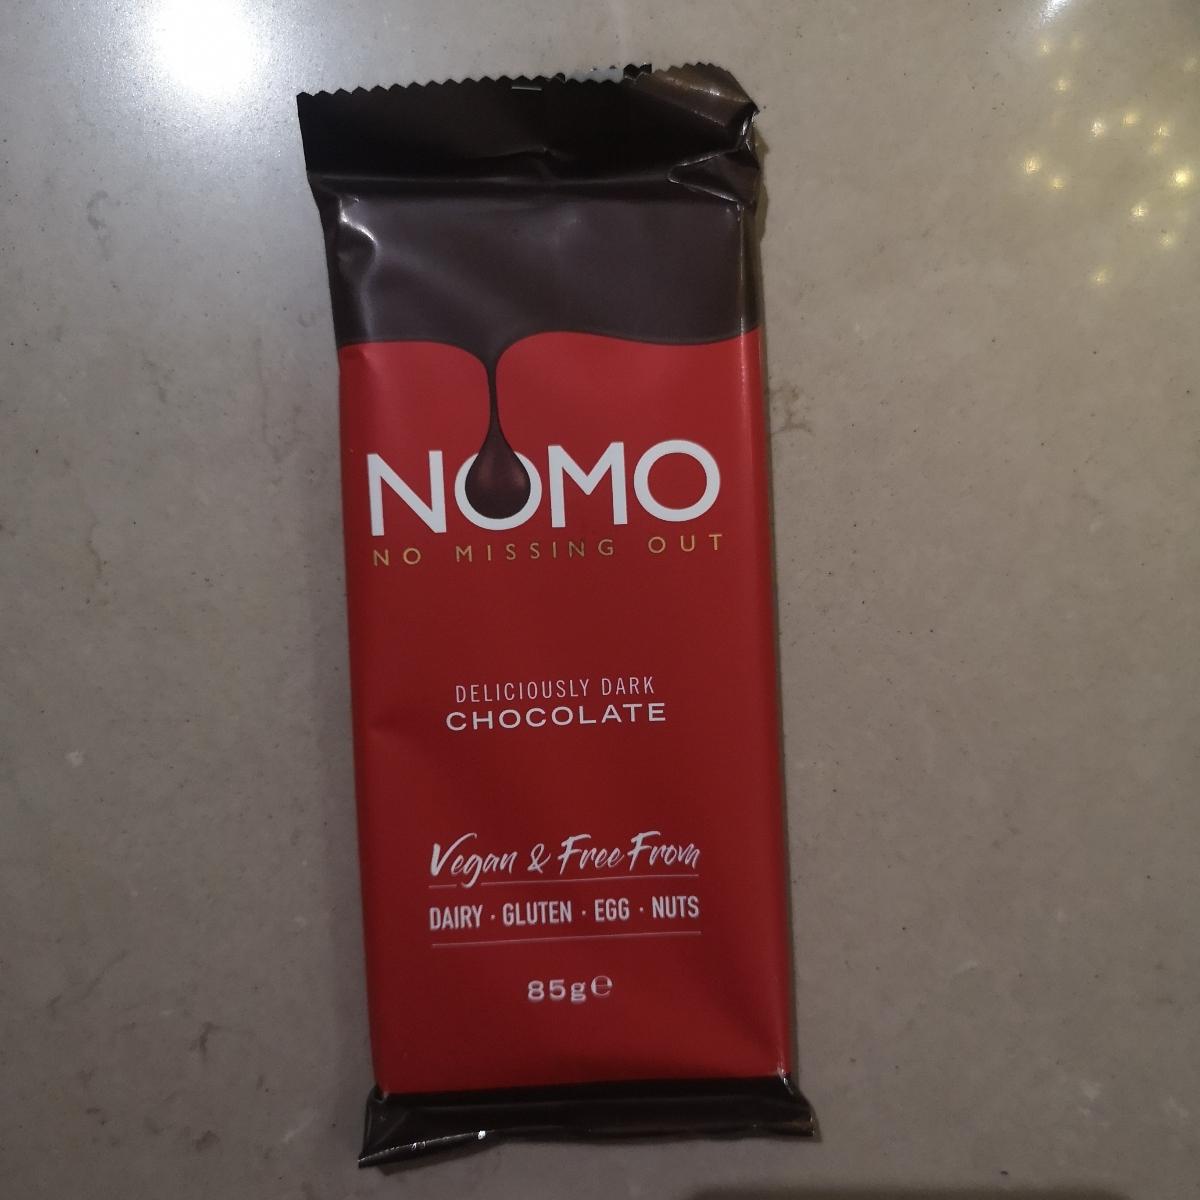 NOMO
NO MISSING OUT
DELICIOUSLY DARK
CHOCOLATE
Vegan & Free From
DAIRY · GLUTEN · EGG · NUTS
85g℮